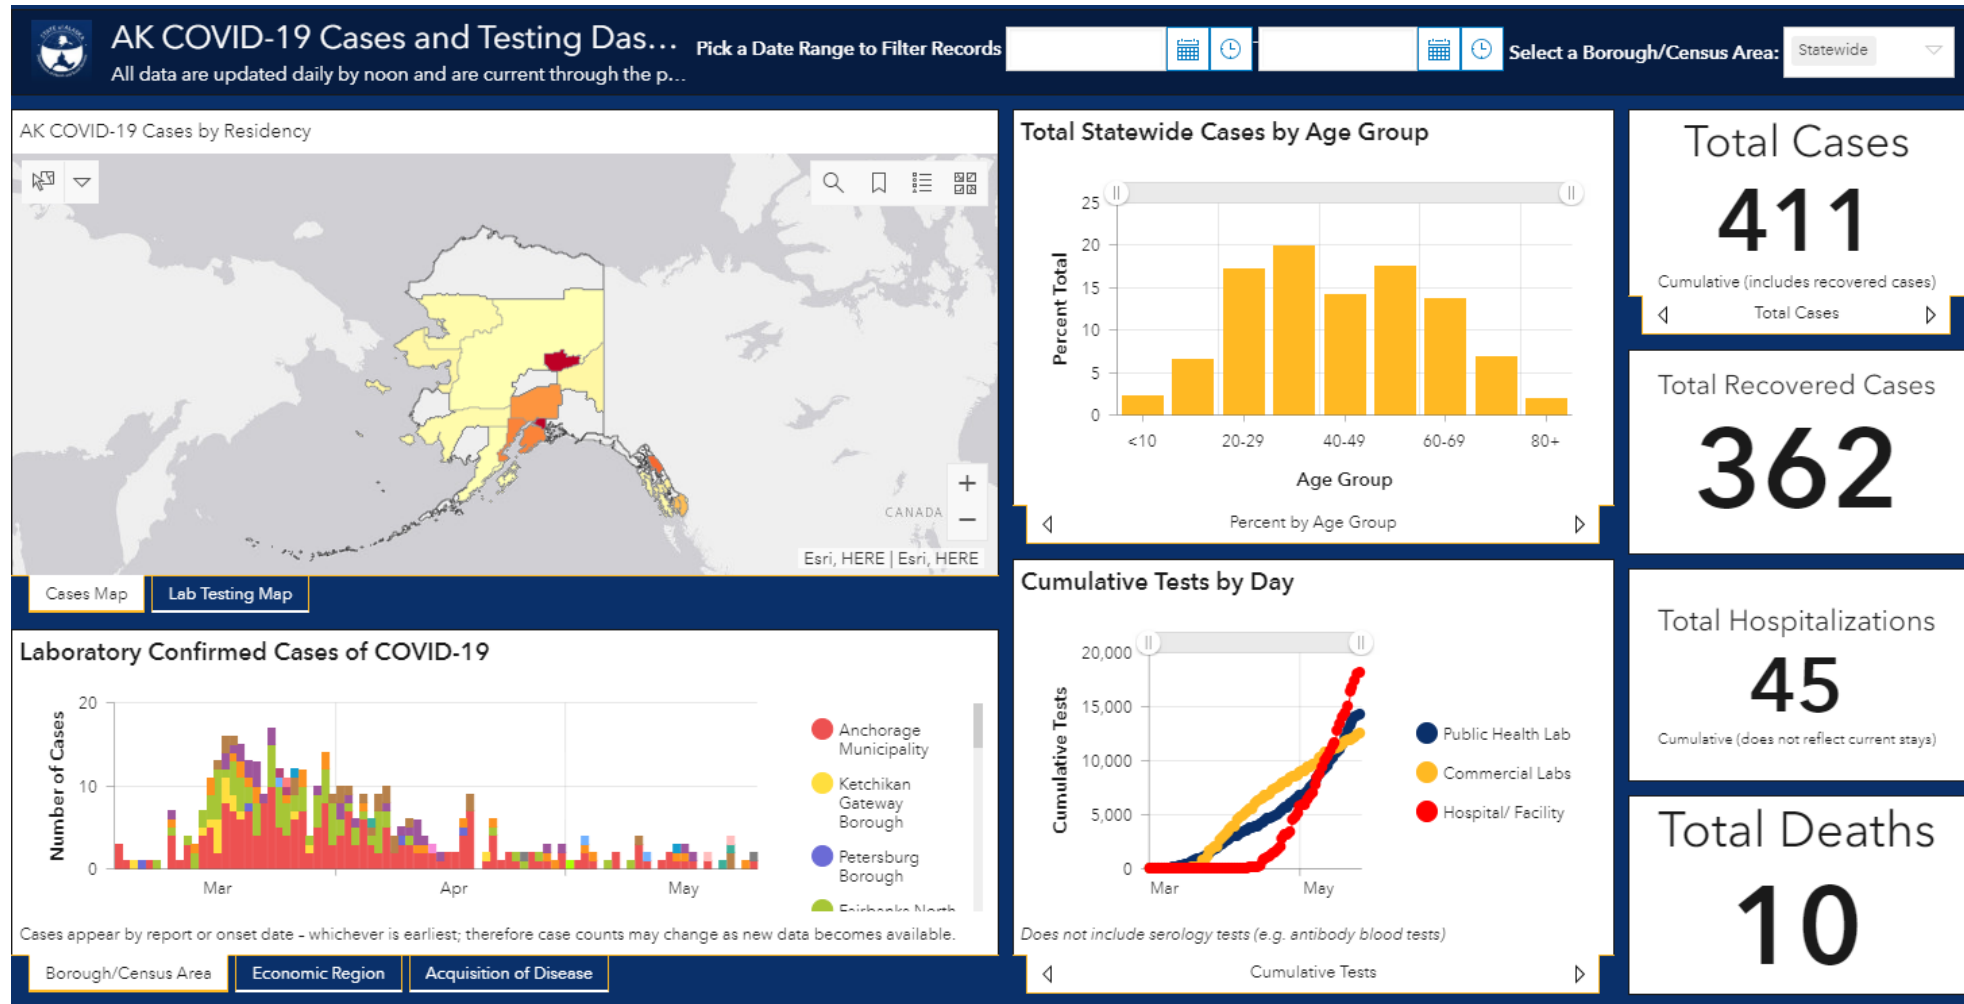 AK COVID-19 Cases and Testing Das...
All data are updated daily by noon and are current through the p...
Pick a Date Range to Filter Records
-
Select a Borough/Census Area:
Statewide
AK COVID-19 Cases by Residency
CANADA
+
−
Esri, HERE | Esri, HERE
Cases Map
Lab Testing Map
Laboratory Confirmed Cases of COVID-19
Number of Cases
20
10
0
Mar
Apr
May
Anchorage
Municipality
Ketchikan
Gateway
Borough
Petersburg
Borough
Fairbanks North
Cases appear by report or onset date - whichever is earliest; therefore case counts may change as new data becomes available.
Borough/Census Area
Economic Region
Acquisition of Disease
Total Statewide Cases by Age Group
Percent Total
25
20
15
10
5
0
<10
20-29
40-49
60-69
80+
Age Group
Percent by Age Group
Cumulative Tests by Day
Cumulative Tests
20,000
15,000
10,000
5,000
0
Mar
May
Public Health Lab
Commercial Labs
Hospital/ Facility
Does not include serology tests (e.g. antibody blood tests)
Cumulative Tests
Total Cases
411
Cumulative (includes recovered cases)
Total Cases
Total Recovered Cases
362
Total Hospitalizations
45
Cumulative (does not reflect current stays)
Total Deaths
10